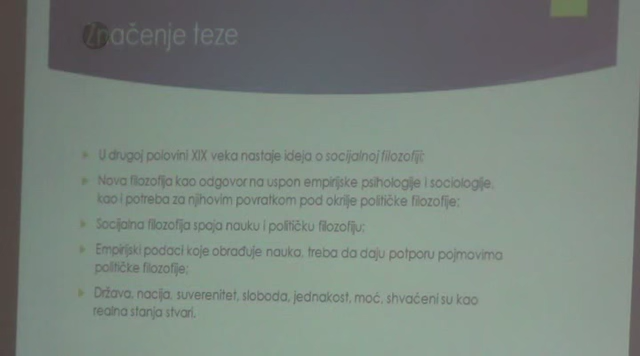 Značenje teze
U drugoj polovini XIX veka nastaje ideja o socijalnoj filozofiji;
Nova filozofija kao odgovor na uspon empirijske psihologije i sociologije,
kao i potreba za njihovim povratkom pod okrije političke filozofije;
Socijalna filozofija spaja nauku i političku filozofiju;
Empirijski podaci koje obrađuje nauka, treba da daju potporu pojmovima
političke filozofije;
Država, nacija, suverenitet, sloboda, jednakost, moć, shvaćeni su kao
realna stanja stvari.